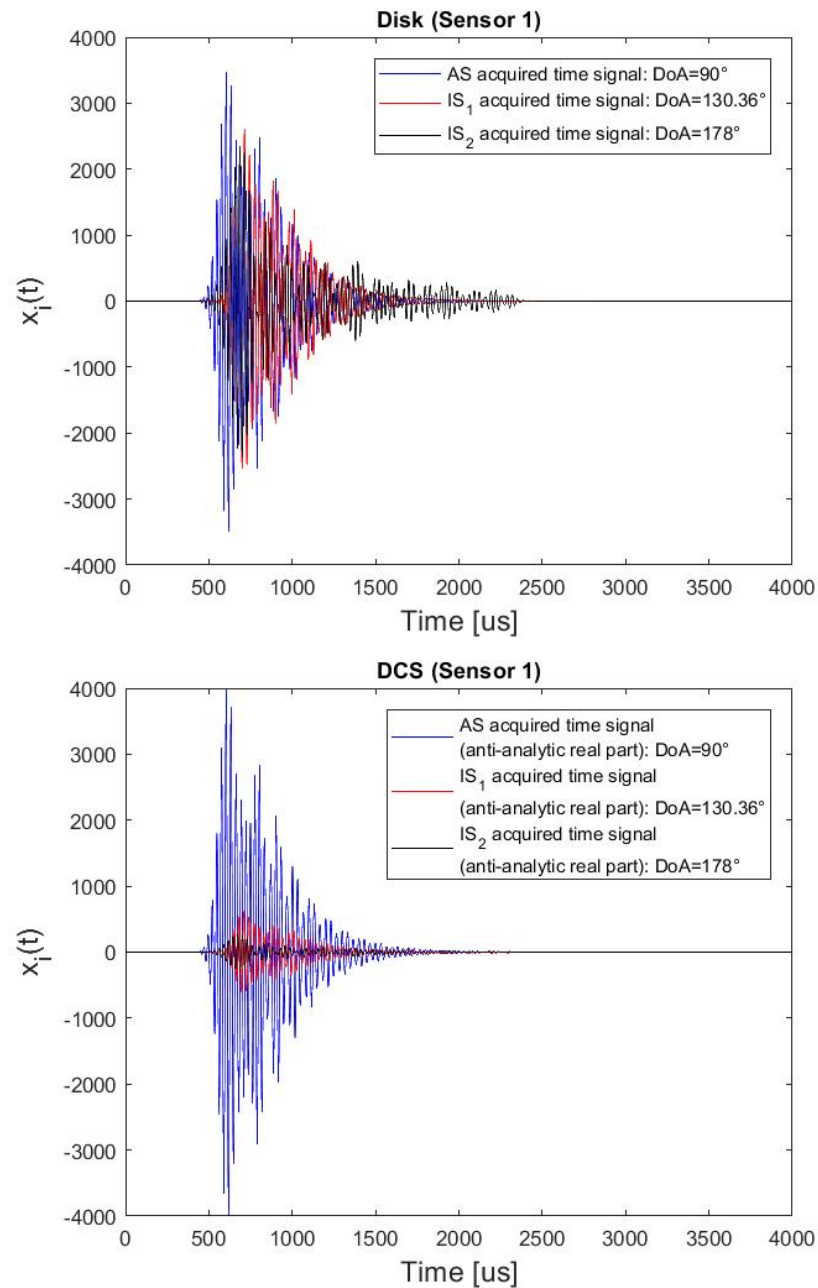 Disk (Sensor 1)
4000
3000
2000
1000
0
-1000
-2000
-3000
-4000
x_i(t)
AS acquired time signal: DoA=90°
IS_1 acquired time signal: DoA=130.36°
IS_2 acquired time signal: DoA=178°
0 500 1000 1500 2000 2500 3000 3500 4000
Time [us]
DCS (Sensor 1)
4000
3000
2000
1000
0
-1000
-2000
-3000
-4000
x_i(t)
AS acquired time signal
(anti-analytic real part): DoA=90°
IS_1 acquired time signal
(anti-analytic real part): DoA=130.36°
IS_2 acquired time signal
(anti-analytic real part): DoA=178°
0 500 1000 1500 2000 2500 3000 3500 4000
Time [us]